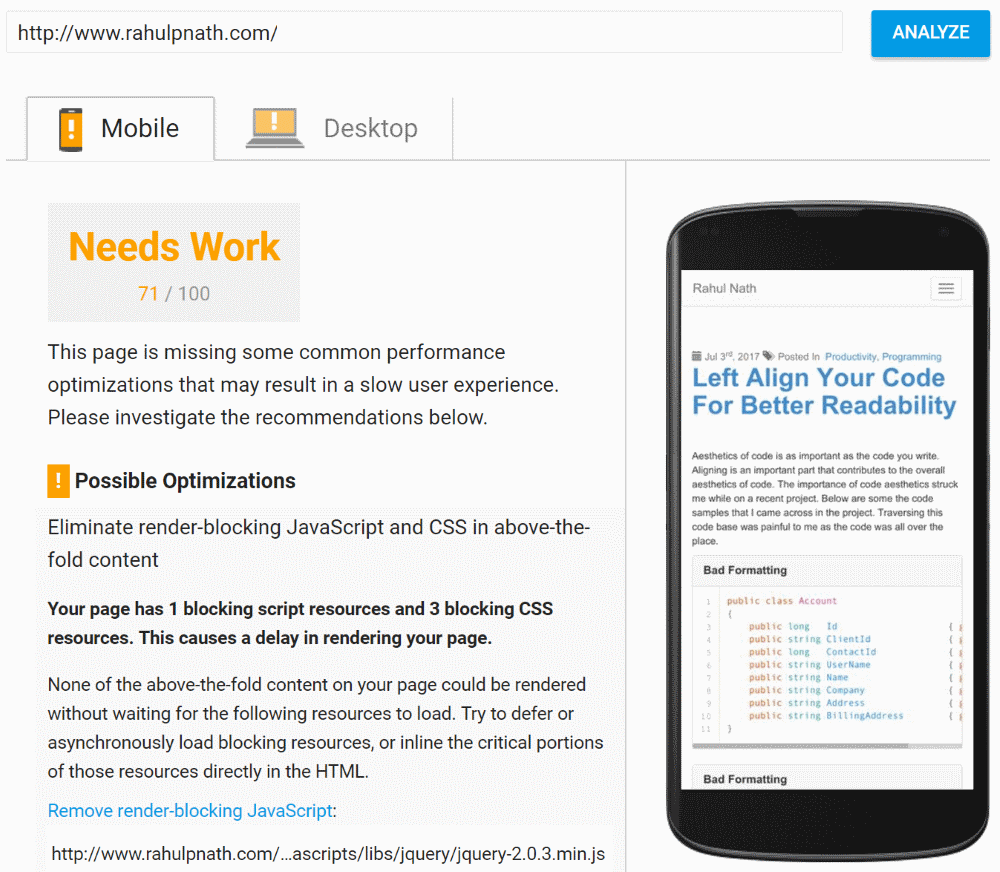 http://www.rahulpnath.com/
ANALYZE
Mobile
Desktop
Needs Work
71 / 100
This page is missing some common performance
optimizations that may result in a slow user experience.
Please investigate the recommendations below.
! Possible Optimizations
Eliminate render-blocking JavaScript and CSS in above-the-
fold content
Your page has 1 blocking script resources and 3 blocking CSS
resources. This causes a delay in rendering your page.
None of the above-the-fold content on your page could be rendered
without waiting for the following resources to load. Try to defer or
asynchronously load blocking resources, or inline the critical portions
of those resources directly in the HTML.
Remove render-blocking JavaScript:
http://www.rahulpnath.com/…ascripts/libs/jquery/jquery-2.0.3.min.js
Rahul Nath
Jul 3rd, 2017 Posted In Productivity, Programming
Left Align Your Code
For Better Readability
Aesthetics of code is as important as the code you write.
Aligning is an important part that contributes to the overall
aesthetics of code. The importance of code aesthetics struck
me while on a recent project. Below are some the code
samples that I came across in the project. Traversing this
code base was painful to me as the code was all over the
place.
Bad Formatting
1 public class Account
2 {
3 public long Id {
4 public string ClientId {
5 public long ContactId {
6 public string UserName {
7 public string Name {
8 public string Company {
9 public string Address {
10 public string BillingAddress {
11 }
Bad Formatting